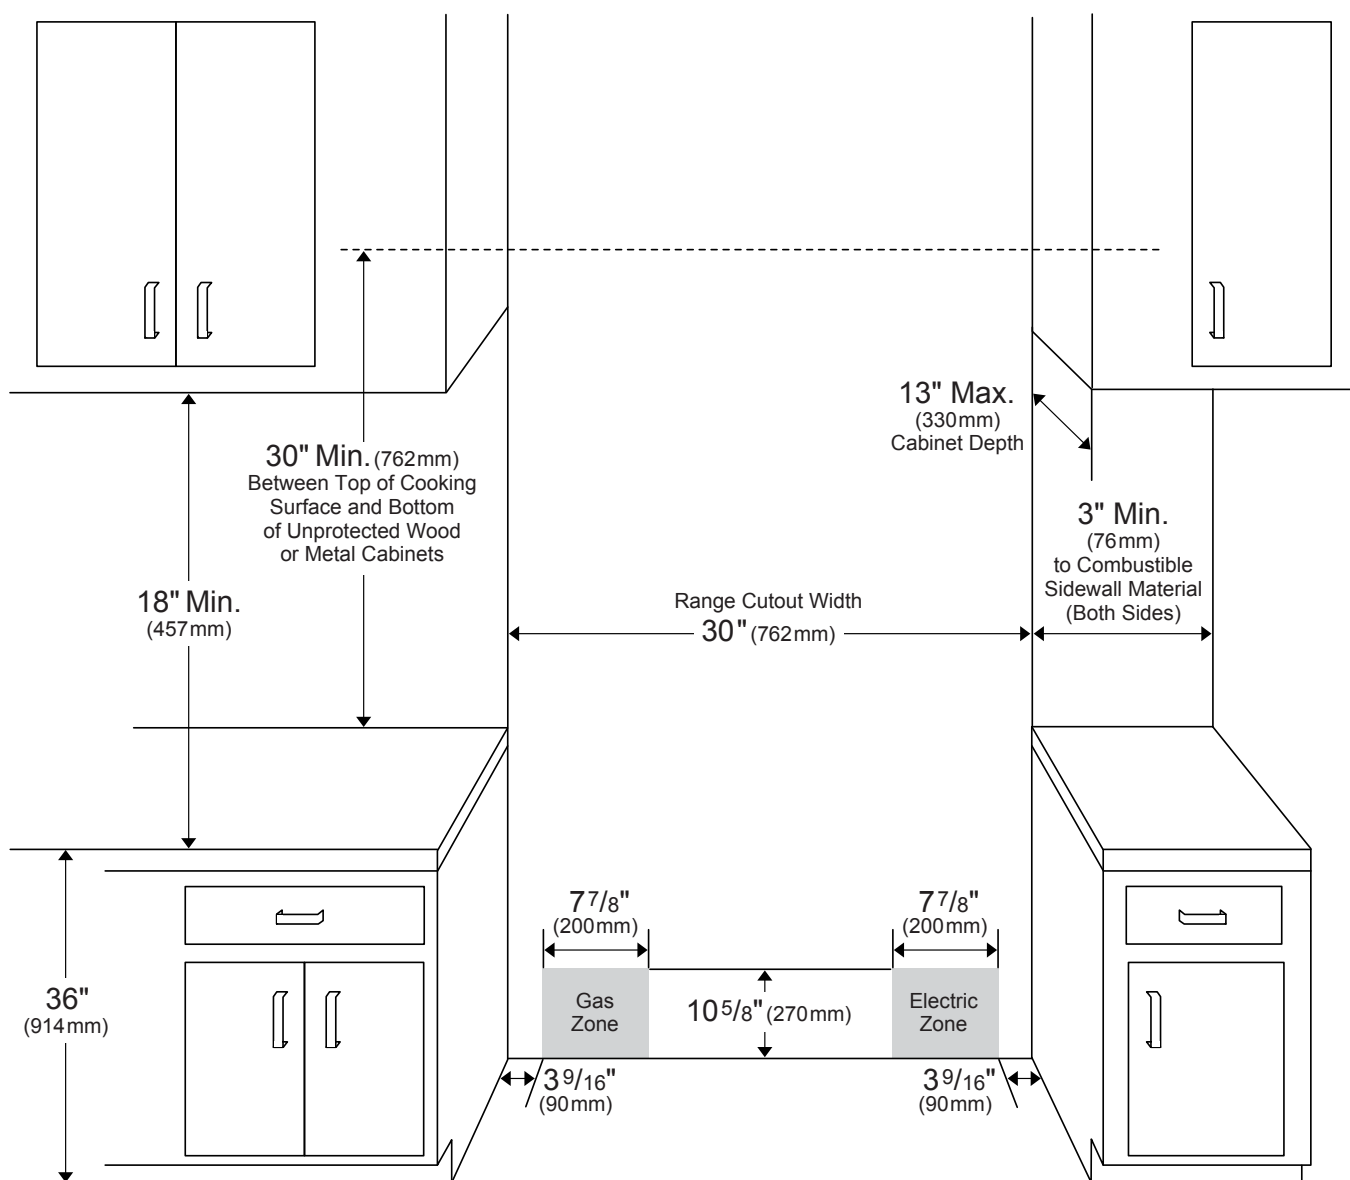 13" Max.
(330mm)
Cabinet Depth
30" Min. (762mm)
Between Top of Cooking
Surface and Bottom
of Unprotected Wood
or Metal Cabinets
3" Min.
(76mm)
to Combustible
Sidewall Material
(Both Sides)
18" Min.
(457mm)
Range Cutout Width
30" (762mm)
7 7/8"
(200mm)
7 7/8"
(200mm)
36"
(914mm)
Gas
Zone
10 5/8" (270mm)
Electric
Zone
3 9/16"
(90mm)
3 9/16"
(90mm)